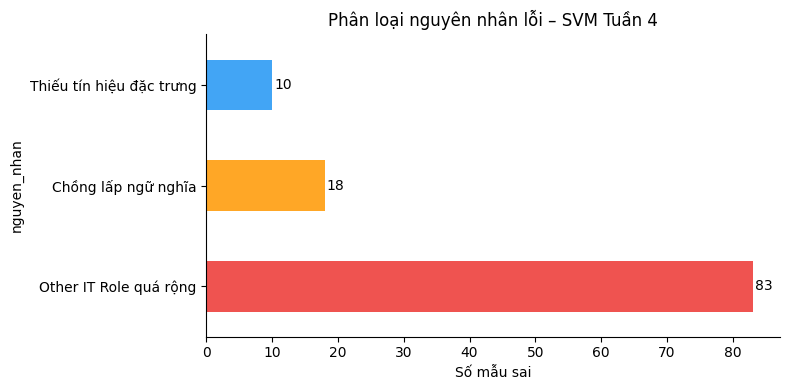 Phân loại nguyên nhân lỗi – SVM Tuần 4
Thiếu tín hiệu đặc trưng
10
Chồng lấp ngữ nghĩa
18
Other IT Role quá rộng
83
nguyen_nhan
0 10 20 30 40 50 60 70 80
Số mẫu sai